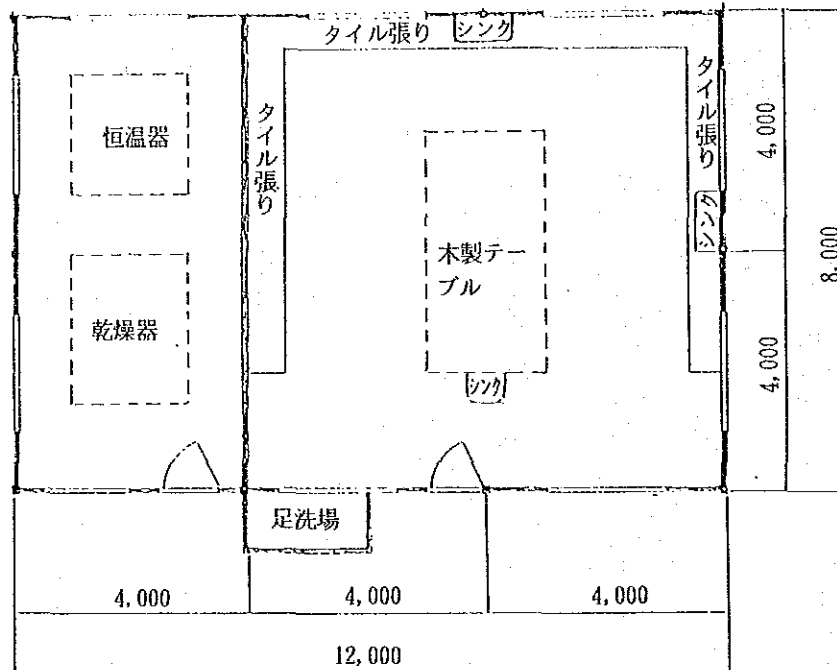 タイル張り
シンク
恒温器
タイル張り
タイル張り
4,000
シンク
木製テー
ブル
8,000
乾燥器
シンク
4,000
足洗場
4,000
4,000
4,000
12,000